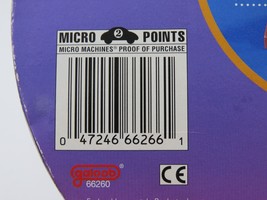 MICRO 2 POINTS
MICRO MACHINES® PROOF OF PURCHASE
0 47246 66266 1
galoob
66260
CE